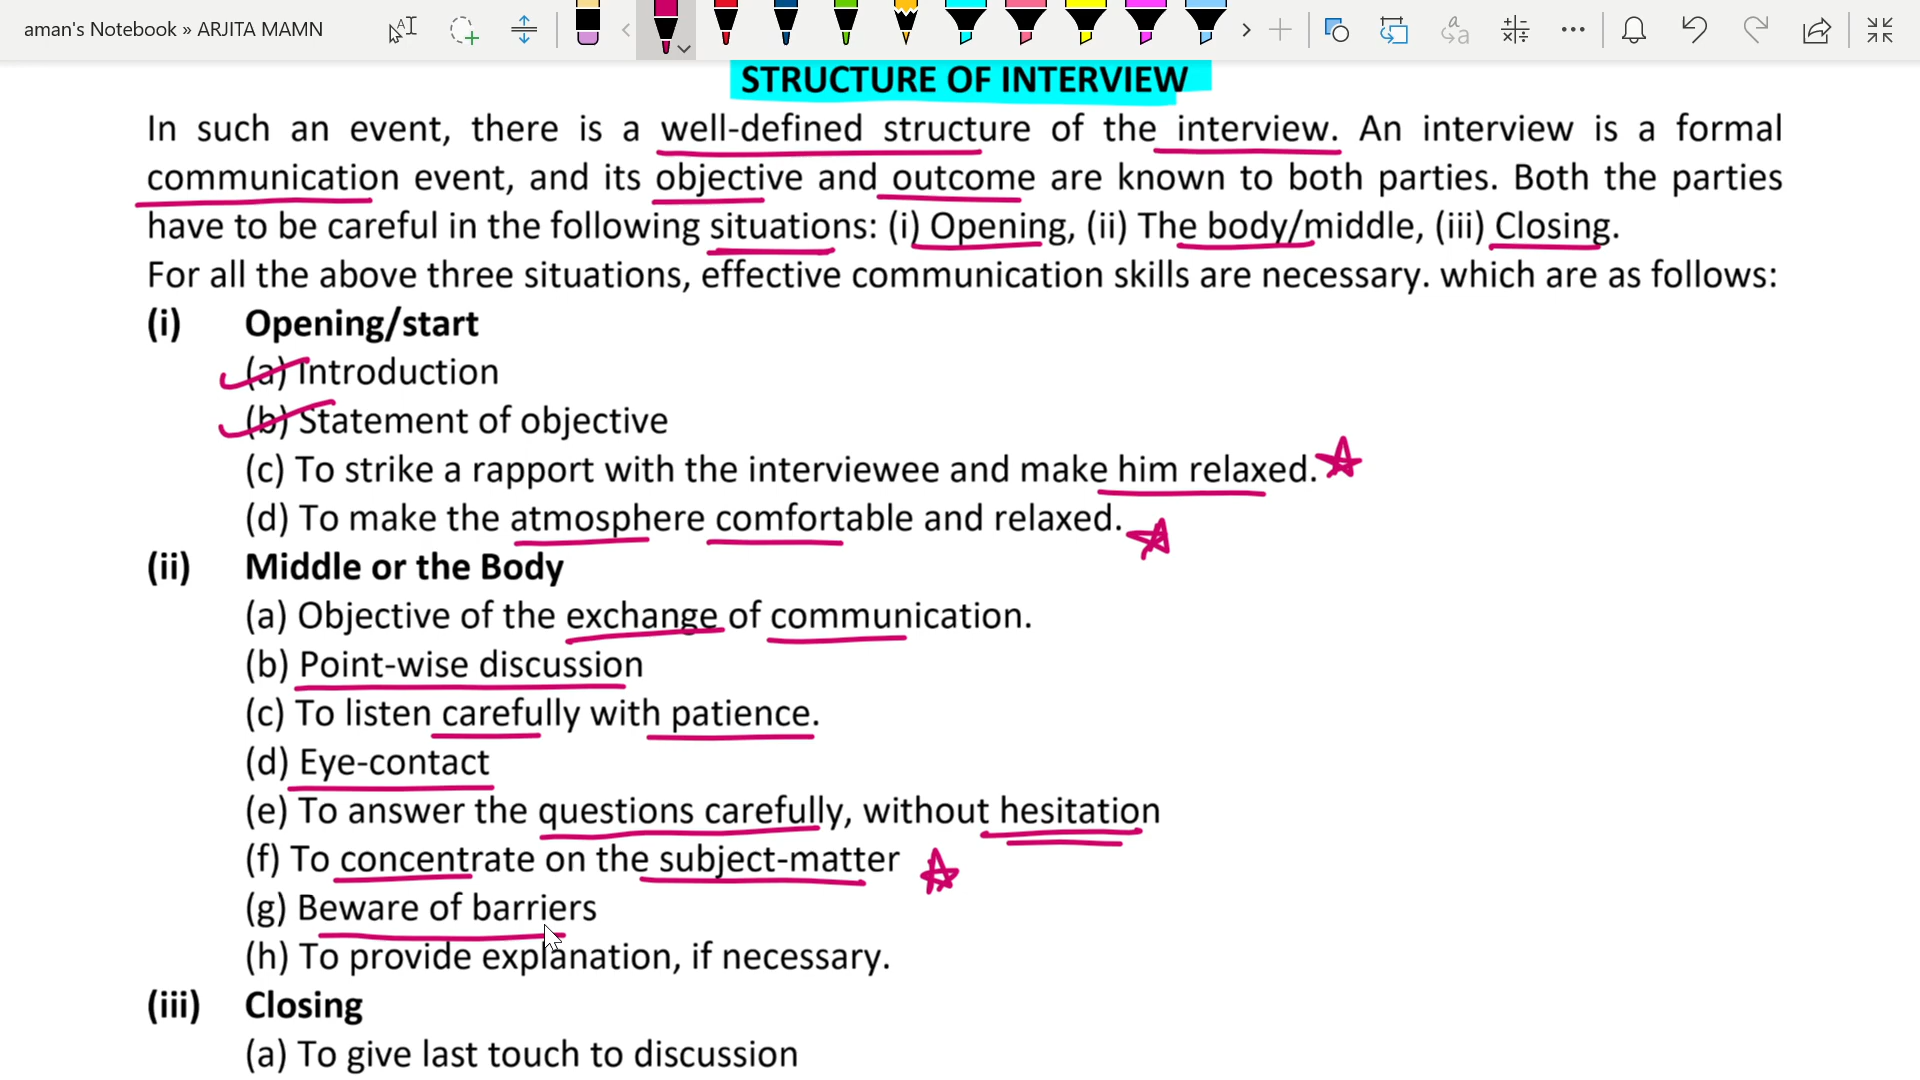 aman's Notebook » ARJITA MAMN
STRUCTURE OF INTERVIEW
In such an event, there is a well-defined structure of the interview. An interview is a formal
communication event, and its objective and outcome are known to both parties. Both the parties
have to be careful in the following situations: (i) Opening, (ii) The body/middle, (iii) Closing.
For all the above three situations, effective communication skills are necessary. which are as follows:
(i) Opening/start
(a) Introduction
(b) Statement of objective
(c) To strike a rapport with the interviewee and make him relaxed.
(d) To make the atmosphere comfortable and relaxed.
(ii) Middle or the Body
(a) Objective of the exchange of communication.
(b) Point-wise discussion
(c) To listen carefully with patience.
(d) Eye-contact
(e) To answer the questions carefully, without hesitation
(f) To concentrate on the subject-matter
(g) Beware of barriers
(h) To provide explanation, if necessary.
(iii) Closing
(a) To give last touch to discussion